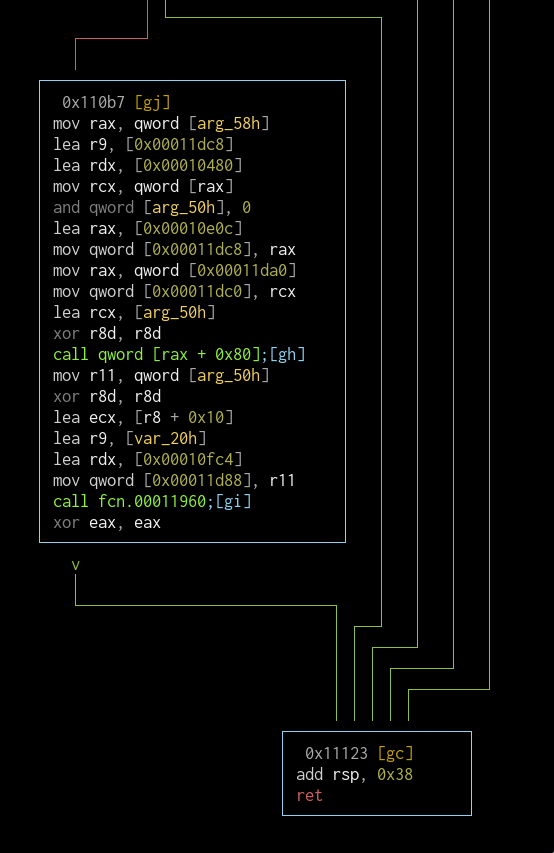 0x110b7 [gj]
mov rax, qword [arg_58h]
lea r9, [0x00011dc8]
lea rdx, [0x00010480]
mov rcx, qword [rax]
and qword [arg_50h], 0
lea rax, [0x00010e0c]
mov qword [0x00011dc8], rax
mov rax, qword [0x00011da0]
mov qword [0x00011dc0], rcx
lea rcx, [arg_50h]
xor r8d, r8d
call qword [rax + 0x80];[gh]
mov r11, qword [arg_50h]
xor r8d, r8d
lea ecx, [r8 + 0x10]
lea r9, [var_20h]
lea rdx, [0x00010fc4]
mov qword [0x00011d88], r11
call fcn.00011960;[gi]
xor eax, eax
v
0x11123 [gc]
add rsp, 0x38
ret